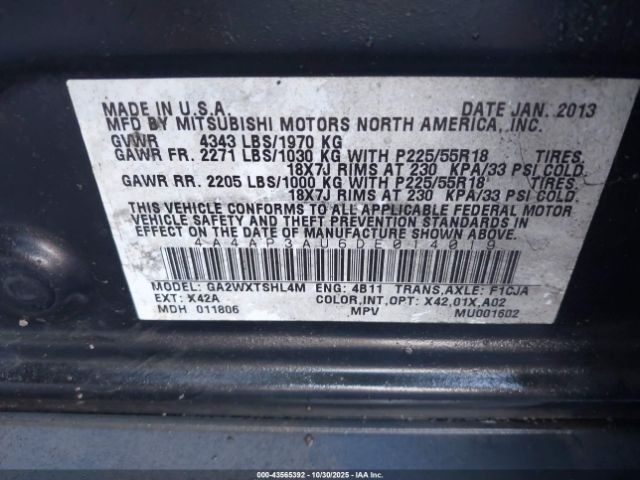 MADE IN U.S.A. DATE JAN. 2013
MFD BY MITSUBISHI MOTORS NORTH AMERICA, INC.
GVWR 4343 LBS/1970 KG
GAWR FR. 2271 LBS/1030 KG WITH P225/55R18 TIRES.
18X7J RIMS AT 230 KPA/33 PSI COLD.
GAWR RR. 2205 LBS/1000 KG WITH P225/55R18 TIRES.
18X7J RIMS AT 230 KPA/33 PSI COLD.
THIS VEHICLE CONFORMS TO ALL APPLICABLE FEDERAL MOTOR
VEHICLE SAFETY AND THEFT PREVENTION STANDARDS IN
EFFECT ON THE DATE OF MANUFACTURE SHOWN ABOVE.
4A4AP3AU6DE014019
MODEL: GA2WXTSHL4M ENG: 4B11 TRANS,AXLE: F1CJA
EXT: X42A COLOR,INT,OPT: X42,01X,A02
MDH 011806 MPV MU001602
000-43565392 - 10/30/2025 - IAA Inc.